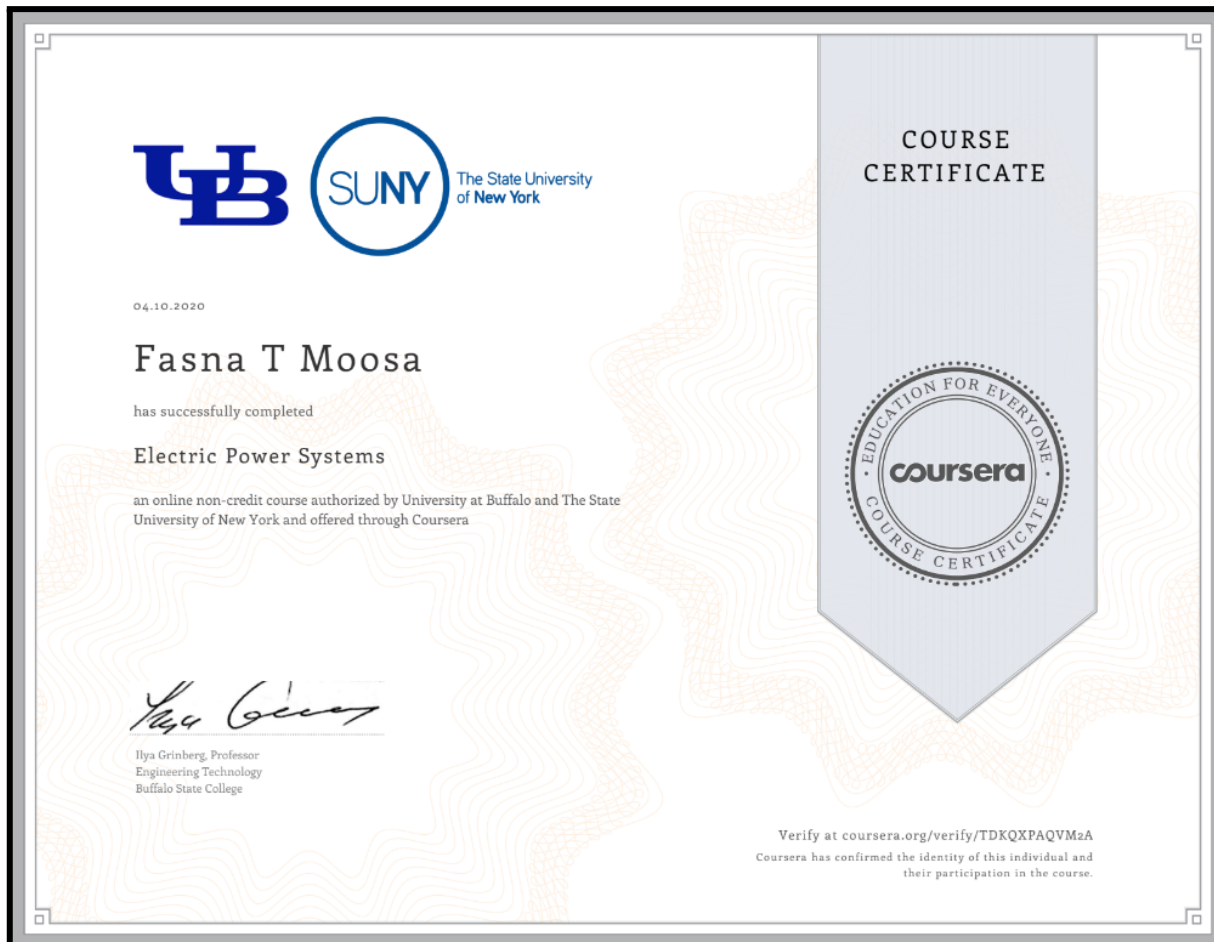 UB
SUNY
The State University
of New York
COURSE
CERTIFICATE
04.10.2020
Fasna T Moosa
has successfully completed
Electric Power Systems
an online non-credit course authorized by University at Buffalo and The State
University of New York and offered through Coursera
EDUCATION FOR EVERYONE
coursera
COURSE CERTIFICATE
Ilya Grinberg, Professor
Engineering Technology
Buffalo State College
Verify at coursera.org/verify/TDKQXPAQVM2A
Coursera has confirmed the identity of this individual and
their participation in the course.